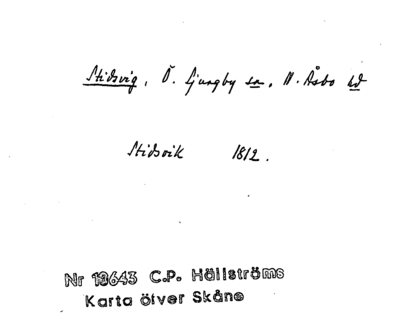 Stidsvig, Ö. Ljungby sn, N. Åsbo hd
Stidsvik 1812.
Nr 13643 C.P. Hällströms
Karta över Skåne